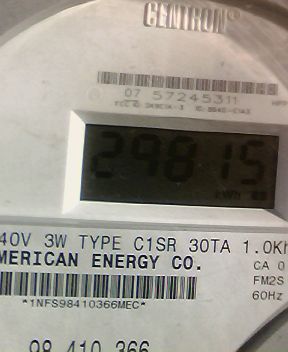 CENTRON®
07 57245311
29815
kWh
40V 3W TYPE C1SR 30TA 1.0Kh
MERICAN ENERGY CO.
CA 0
FM2S
60Hz
*1NFS98410366MEC*
98 410 366